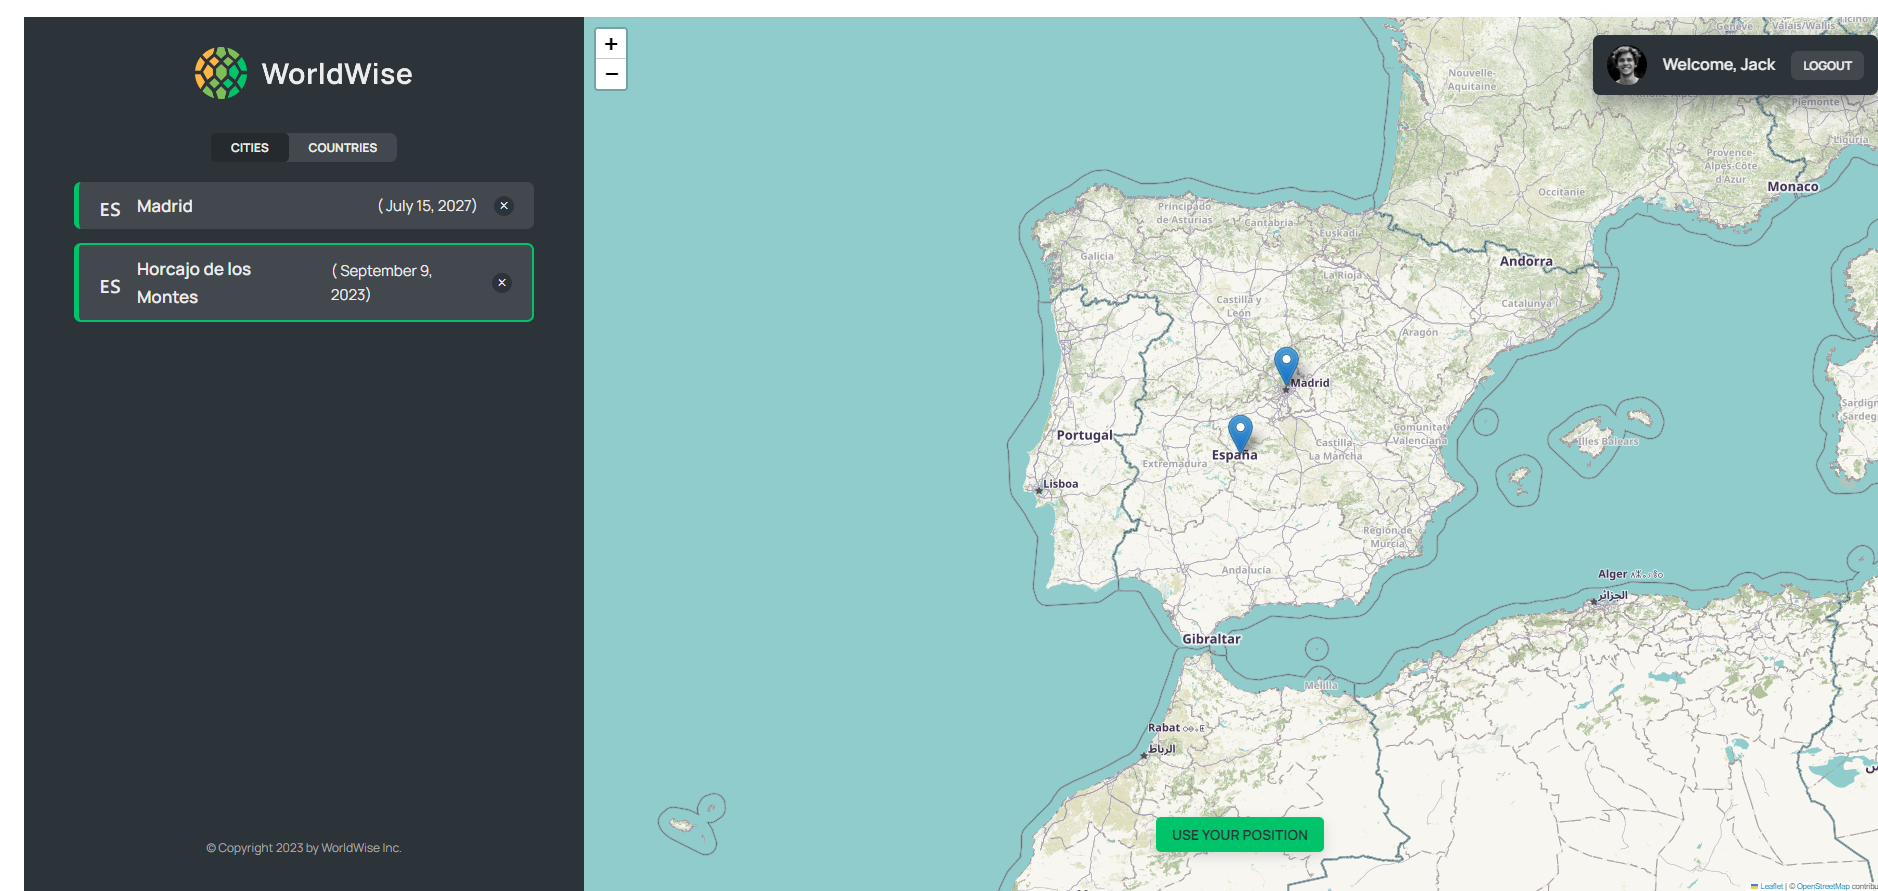 WorldWise
CITIES
COUNTRIES
ES
Madrid
( July 15, 2027)
×
ES
Horcajo de los
Montes
( September 9,
2023)
×
© Copyright 2023 by WorldWise Inc.
+
−
Welcome, Jack
LOGOUT
Genève
Valais/Wallis
Ticino
Nouvelle-
Aquitaine
Piemonte
Liguria
Provence-
Alpes-Côte
d'Azur
Monaco
Occitanie
Principado
de Asturias
Cantabria
Euskadi
Galicia
La Rioja
Andorra
Catalunya
Castilla y
León
Aragón
Madrid
Portugal
España
Extremadura
Castilla-
La Mancha
Comunitat
Valenciana
Illes Balears
Sardign
Sardeg
Lisboa
Región de
Murcia
Andalucía
Alger
الجزائر
Gibraltar
Melilla
Rabat
الرباط
USE YOUR POSITION
Leaflet | © OpenStreetMap contribu